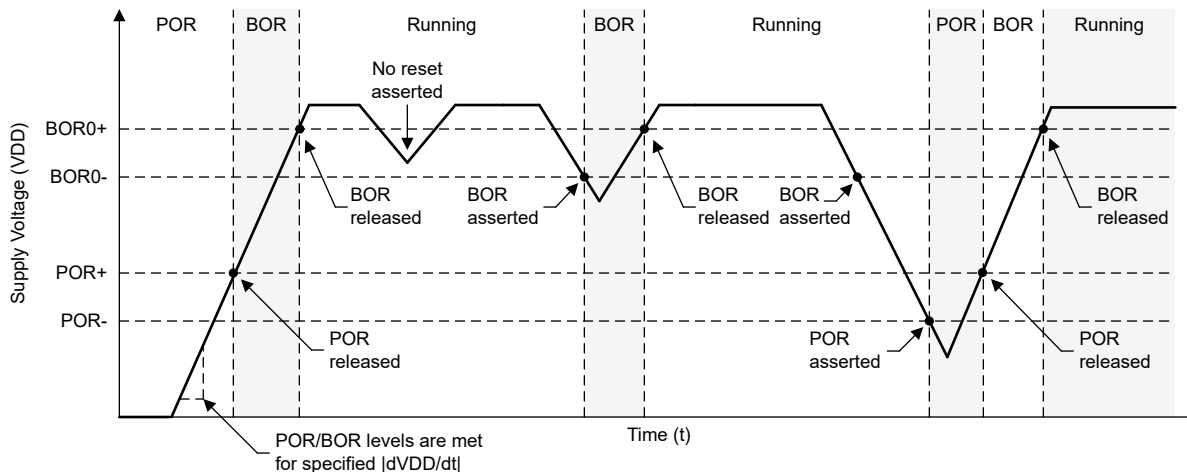 POR
BOR
Running
BOR
Running
POR
BOR
Running
No reset
asserted
BOR0+
BOR0-
POR+
POR-
Supply Voltage (VDD)
BOR
released
BOR
asserted
BOR
released
BOR
asserted
BOR
released
POR
released
POR
asserted
POR
released
Time (t)
POR/BOR levels are met
for specified |dVDD/dt|